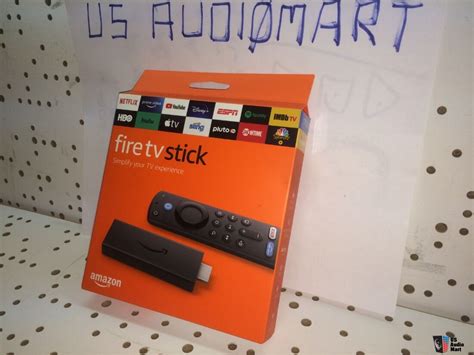 US AUDIOMART
NETFLIX prime video YouTube Disney+ ESPN Spotify IMDb TV
HBO hulu tv sling pluto tv SHOWTIME
fire tv stick
Simplify your TV experience
amazon
US
Audio
Mart